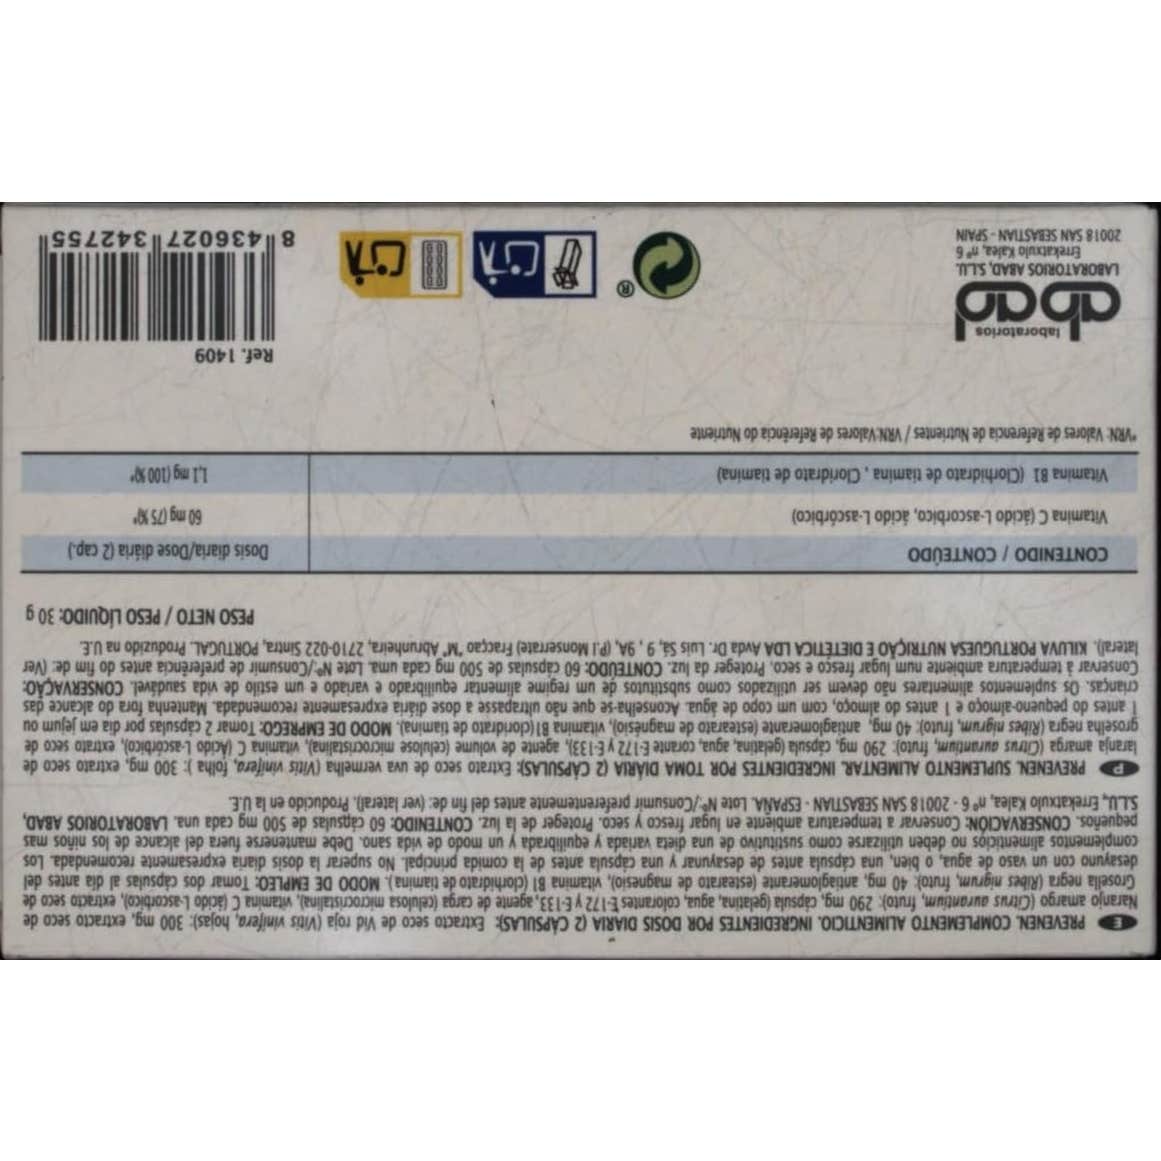 E PREVENEN. COMPLEMENTO ALIMENTICIO. INGREDIENTES POR DOSIS DIARIA (2 CÁPSULAS): Extracto seco de Vid roja (Vitis vinífera, hojas): 300 mg, extracto seco de
Naranjo amargo (Citrus aurantium, fruto): 290 mg, cápsula (gelatina, agua, colorantes E-172 y E-133, agente de carga (celulosa microcristalina), vitamina C (ácido L-ascórbico), extracto seco de
Grosella negra (Ribes nigrum, fruto): 40 mg, antiaglomerante (estearato de magnesio), vitamina B1 (clorhidrato de tiamina). MODO DE EMPLEO: Tomar dos cápsulas al día antes del
desayuno con un vaso de agua, o bien, una cápsula antes de desayunar y una cápsula antes de la comida principal. No superar la dosis diaria expresamente recomendada. Los
complementos alimenticios no deben utilizarse como sustitutivo de una dieta variada y equilibrada y un modo de vida sano. Debe mantenerse fuera del alcance de los niños mas
pequeños. CONSERVACIÓN: Conservar a temperatura ambiente en lugar fresco y seco. Proteger de la luz. CONTENIDO: 60 cápsulas de 500 mg cada una. LABORATORIOS ABAD,
S.L.U., Errekatxulo Kalea, nº 6 - 20018 SAN SEBASTIAN - ESPAÑA. Lote Nº:/Consumir preferentemente antes del fin de: (ver lateral). Producido en la U.E.
P PREVENEN. SUPLEMENTO ALIMENTAR. INGREDIENTES POR TOMA DIÁRIA (2 CÁPSULAS): Extrato seco de uva vermelha (Vitis vinífera, folha ): 300 mg, extrato seco de
laranja amarga (Citrus aurantium, fruto): 290 mg, cápsula (gelatina, agua, corante E-172 y E-133), agente de volume (celulose microcristalina), vitamina C (Ácido L-ascórbico), extrato seco de
groselha negra (Ribes nigrum, fruto): 40 mg, antiaglomerante (estearato de magnésio), vitamina B1 (cloridrato de tiamina). MODO DE EMPREGO: Tomar 2 cápsulas por dia em jejum ou
1 antes do pequeno-almoço e 1 antes do almoço, com um copo de água. Aconselha-se que não ultrapasse a dose diária expresamente recomendada. Mantenha fora do alcance das
crianças. Os suplementos alimentares não devem ser utilizados como substitutos de um regime alimentar equilibrado e variado e um estilo de vida saudável. CONSERVAÇÃO:
Conservar à temperatura ambiente num lugar fresco e seco. Proteger da luz. CONTEÚDO: 60 cápsulas de 500 mg cada uma. Lote Nº:/Consumir de preferência antes do fim de: (Ver
lateral). KILUVA PORTUGUESA NUTRIÇÃO E DIETÉTICA LDA Avda Dr. Luis Sá, 9 , 9A, (P.I Monserrate) Fracçao "M" Abrunheira, 2710-022 Sintra, PORTUGAL. Produzido na U.E.
PESO NETO / PESO LÍQUIDO: 30 g
CONTENIDO / CONTEÚDO Dosis diaria/Dose diária (2 cap.)
Vitamina C (ácido L-ascorbico, ácido L-ascórbico) 60 mg (75 %)*
Vitamina B1 (Clorhidrato de tiamina , Cloridrato de tiamina) 1,1 mg (100 %)*
*VRN: Valores de Referencia de Nutrientes / VRN:Valores de Referência do Nutriente
laboratorios
abad
LABORATORIOS ABAD, S.L.U.
Errekatxulo Kalea, nº 6
20018 SAN SEBASTIAN - SPAIN
®
Ref. 1409
8 436027 342755